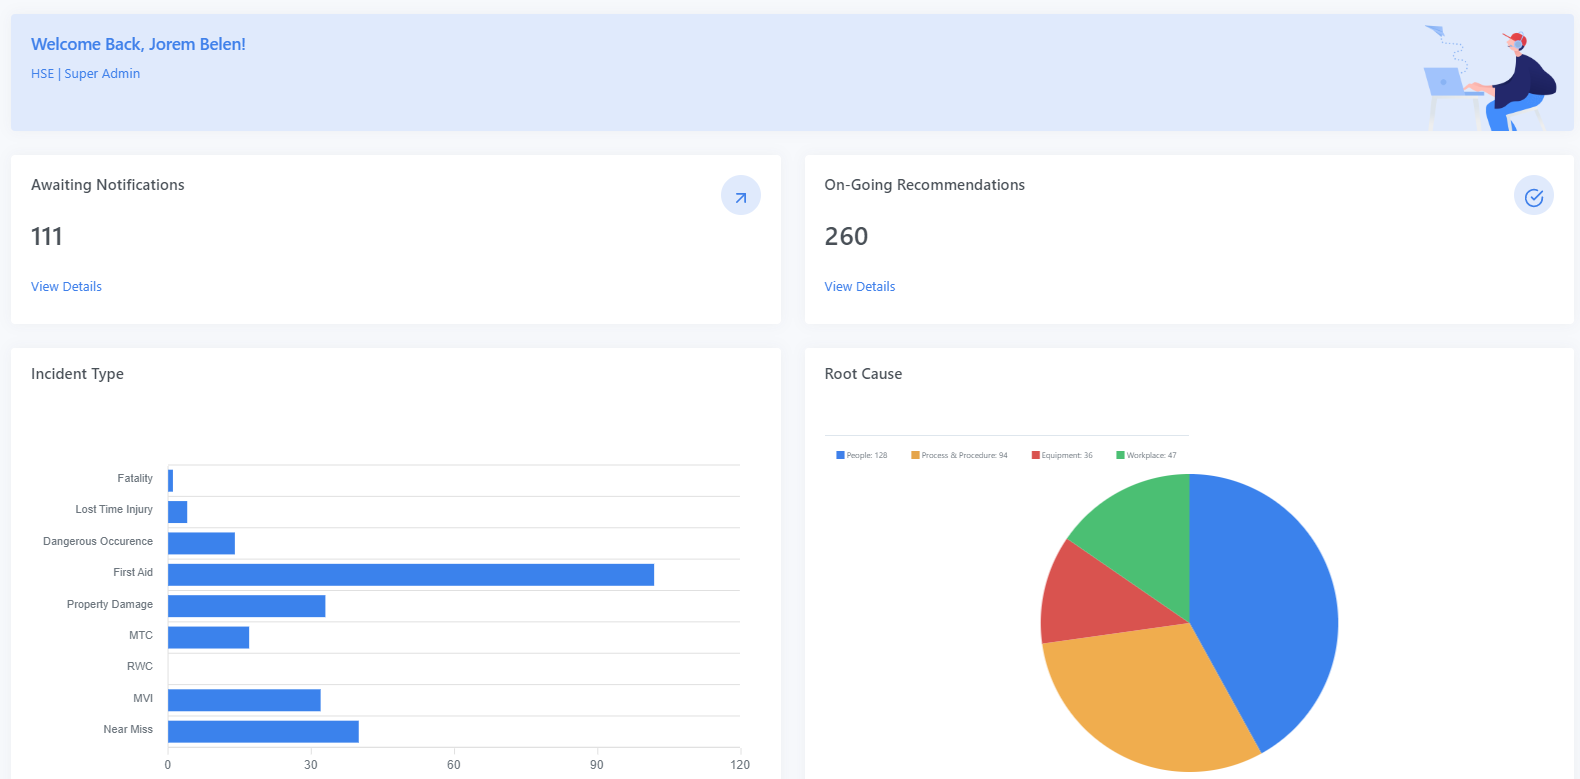 Welcome Back, Jorem Belen!
HSE | Super Admin
Awaiting Notifications
111
View Details
On-Going Recommendations
260
View Details
Incident Type
Fatality
Lost Time Injury
Dangerous Occurence
First Aid
Property Damage
MTC
RWC
MVI
Near Miss
0 30 60 90 120
Root Cause
People: 128 Process & Procedure: 94 Equipment: 36 Workplace: 47